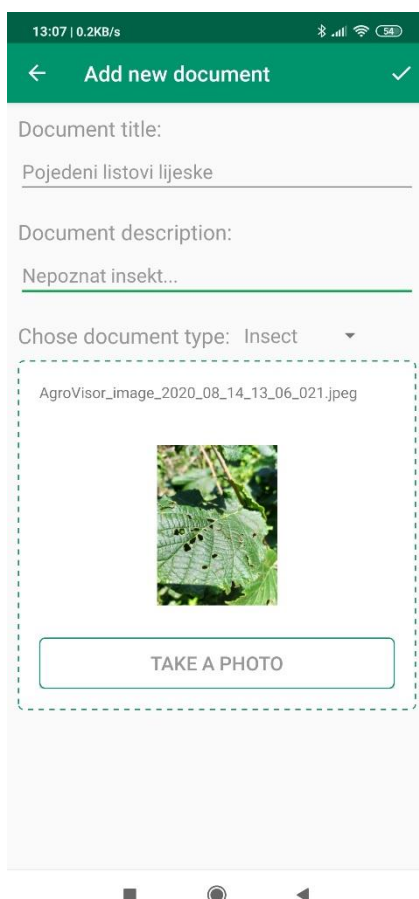 13:07 | 0.2KB/s 54
Add new document
Document title:
Pojedeni listovi lijeske
Document description:
Nepoznat insekt...
Chose document type: Insect
AgroVisor_image_2020_08_14_13_06_021.jpeg
TAKE A PHOTO